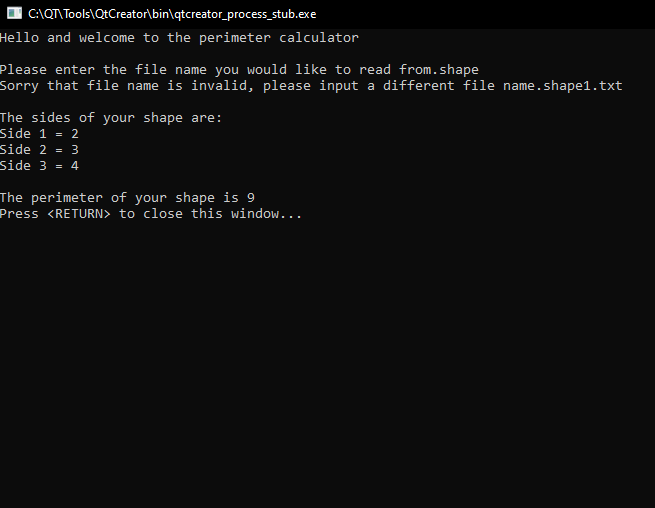 C:\QT\Tools\QtCreator\bin\qtcreator_process_stub.exe
Hello and welcome to the perimeter calculator
Please enter the file name you would like to read from.shape
Sorry that file name is invalid, please input a different file name.shape1.txt
The sides of your shape are:
Side 1 = 2
Side 2 = 3
Side 3 = 4
The perimeter of your shape is 9
Press <RETURN> to close this window...